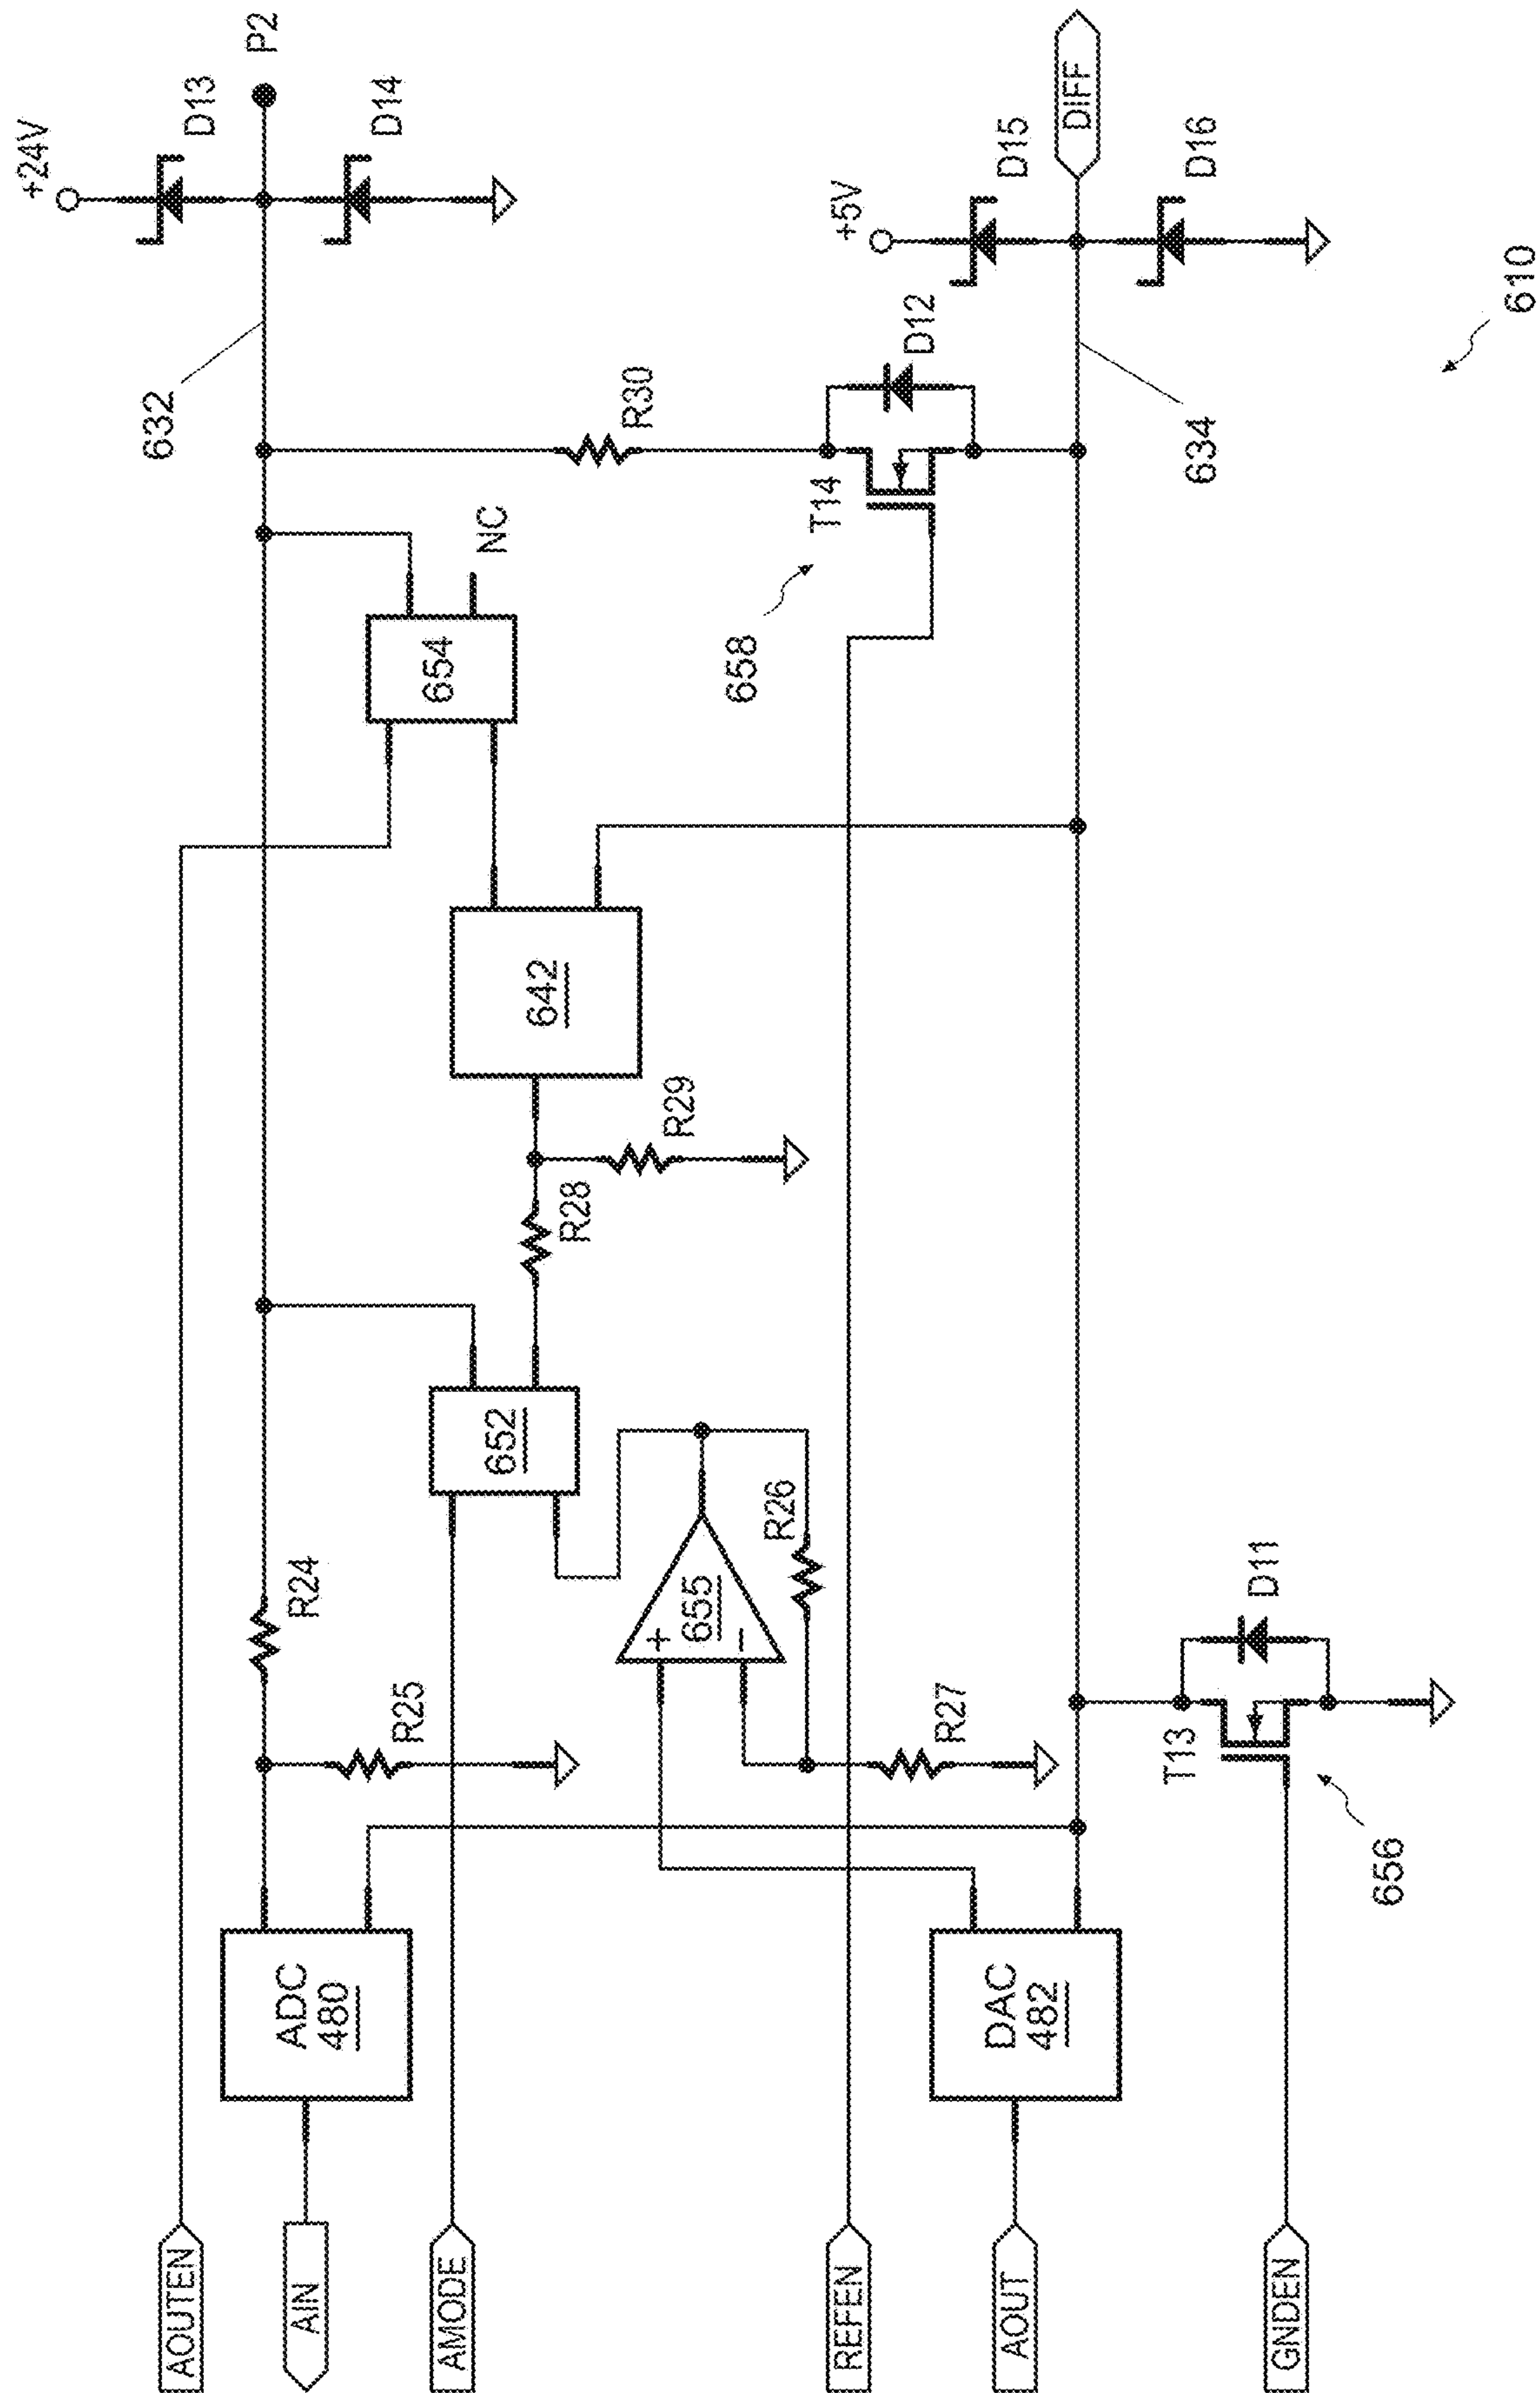 +24V
D13
P2
D14
632
AOUTEN
AIN
ADC
480
R24
R25
AMODE
652
R28
R29
642
654
NC
R30
+
655
−
R26
R27
658
T14
D12
+5V
D15
DIFF
D16
634
REFEN
AOUT
DAC
482
GNDEN
T13
D11
656
610